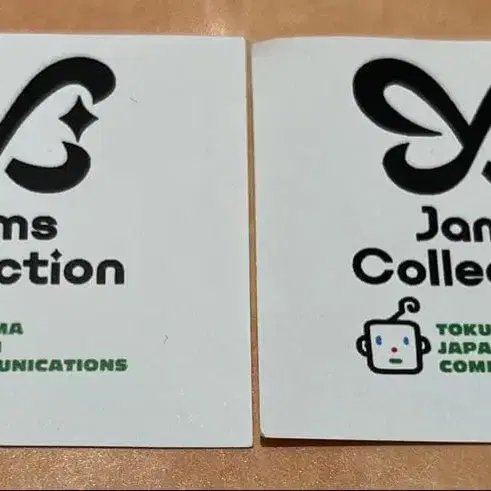 ms
ction
MA
UNICATIONS
Jam
Collec
TOKU
JAPA
COMM